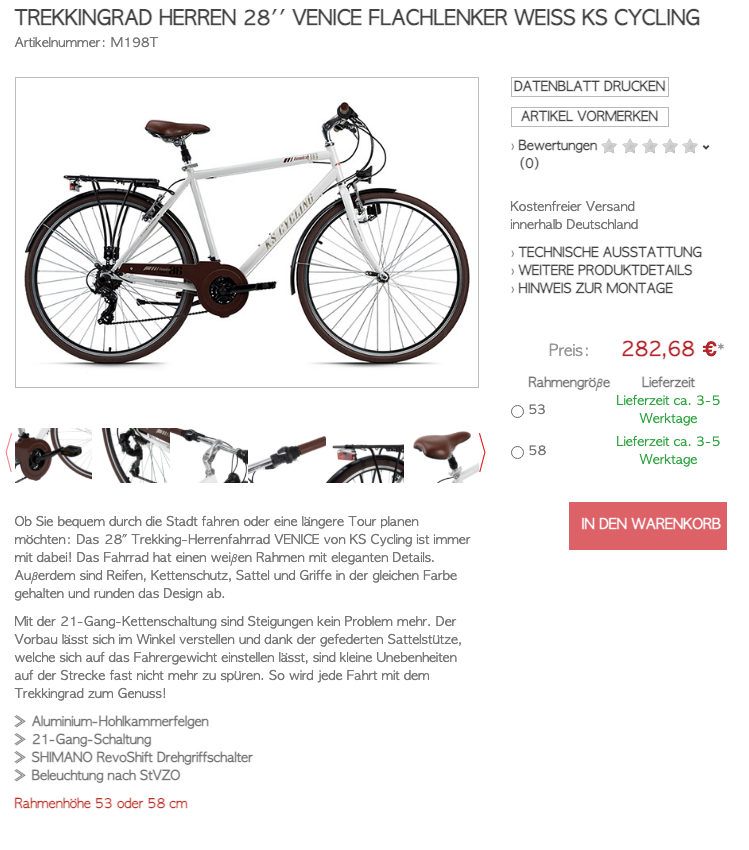 TREKKINGRAD HERREN 28´´ VENICE FLACHLENKER WEISS KS CYCLING
Artikelnummer: M198T
KS CYCLING
DATENBLATT DRUCKEN
ARTIKEL VORMERKEN
› Bewertungen
(0)
Kostenfreier Versand
innerhalb Deutschland
› TECHNISCHE AUSSTATTUNG
› WEITERE PRODUKTDETAILS
› HINWEIS ZUR MONTAGE
Preis: 282,68 €*
Rahmengröße Lieferzeit
53 Lieferzeit ca. 3-5
Werktage
58 Lieferzeit ca. 3-5
Werktage
IN DEN WARENKORB
Ob Sie bequem durch die Stadt fahren oder eine längere Tour planen
möchten: Das 28" Trekking-Herrenfahrrad VENICE von KS Cycling ist immer
mit dabei! Das Fahrrad hat einen weißen Rahmen mit eleganten Details.
Außerdem sind Reifen, Kettenschutz, Sattel und Griffe in der gleichen Farbe
gehalten und runden das Design ab.
Mit der 21-Gang-Kettenschaltung sind Steigungen kein Problem mehr. Der
Vorbau lässt sich im Winkel verstellen und dank der gefederten Sattelstütze,
welche sich auf das Fahrergewicht einstellen lässt, sind kleine Unebenheiten
auf der Strecke fast nicht mehr zu spüren. So wird jede Fahrt mit dem
Trekkingrad zum Genuss!
Aluminium-Hohlkammerfelgen
21-Gang-Schaltung
SHIMANO RevoShift Drehgriffschalter
Beleuchtung nach StVZO
Rahmenhöhe 53 oder 58 cm